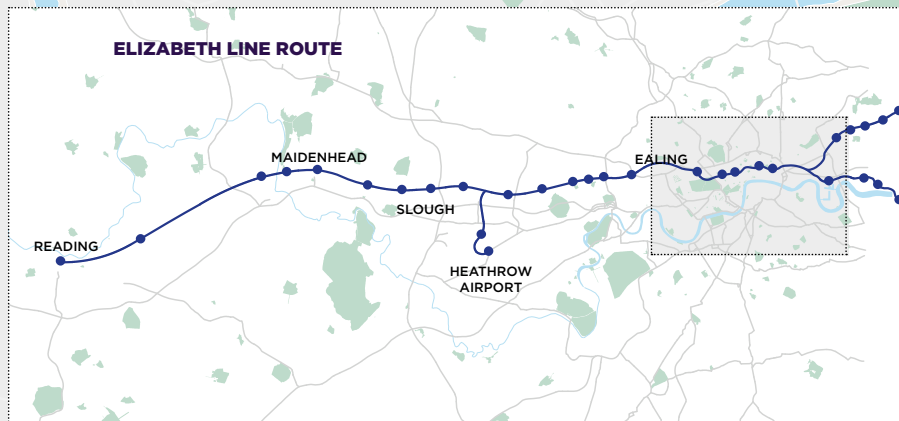 ELIZABETH LINE ROUTE
MAIDENHEAD
EALING
SLOUGH
READING
HEATHROW
AIRPORT